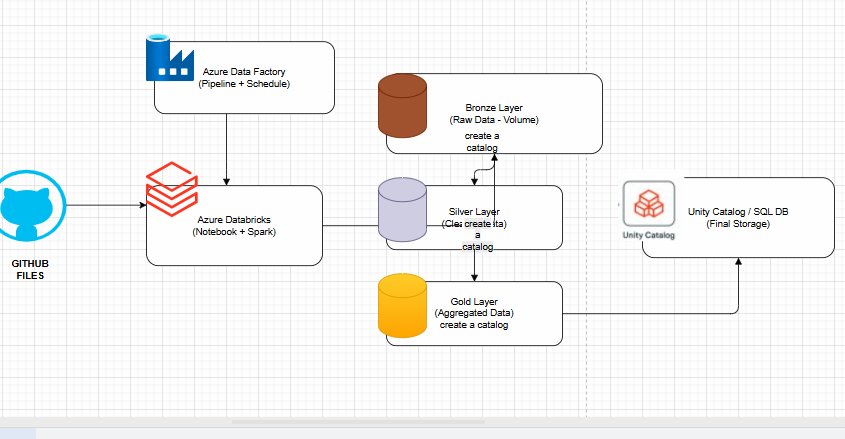 Azure Data Factory
(Pipeline + Schedule)
Bronze Layer
(Raw Data - Volume)
create a
catalog
GITHUB
FILES
Azure Databricks
(Notebook + Spark)
Silver Layer
create
a
catalog
Unity Catalog
Unity Catalog / SQL DB
(Final Storage)
Gold Layer
(Aggregated Data)
create a catalog